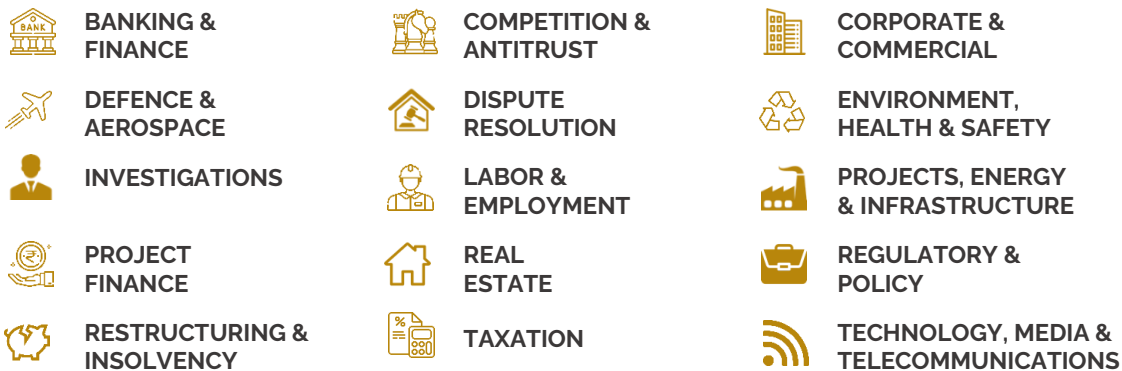 BANK
BANKING &
FINANCE
COMPETITION &
ANTITRUST
CORPORATE &
COMMERCIAL
DEFENCE &
AEROSPACE
DISPUTE
RESOLUTION
ENVIRONMENT,
HEALTH & SAFETY
INVESTIGATIONS
LABOR &
EMPLOYMENT
PROJECTS, ENERGY
& INFRASTRUCTURE
₹
PROJECT
FINANCE
REAL
ESTATE
REGULATORY &
POLICY
RESTRUCTURING &
INSOLVENCY
%
TAXATION
TECHNOLOGY, MEDIA &
TELECOMMUNICATIONS